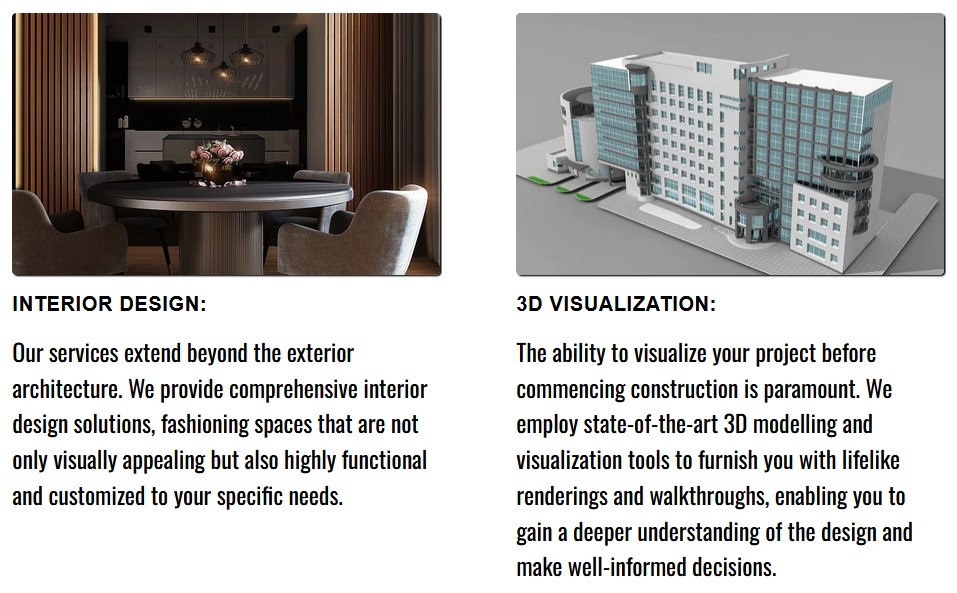 INTERIOR DESIGN:
Our services extend beyond the exterior
architecture. We provide comprehensive interior
design solutions, fashioning spaces that are not
only visually appealing but also highly functional
and customized to your specific needs.
3D VISUALIZATION:
The ability to visualize your project before
commencing construction is paramount. We
employ state-of-the-art 3D modelling and
visualization tools to furnish you with lifelike
renderings and walkthroughs, enabling you to
gain a deeper understanding of the design and
make well-informed decisions.